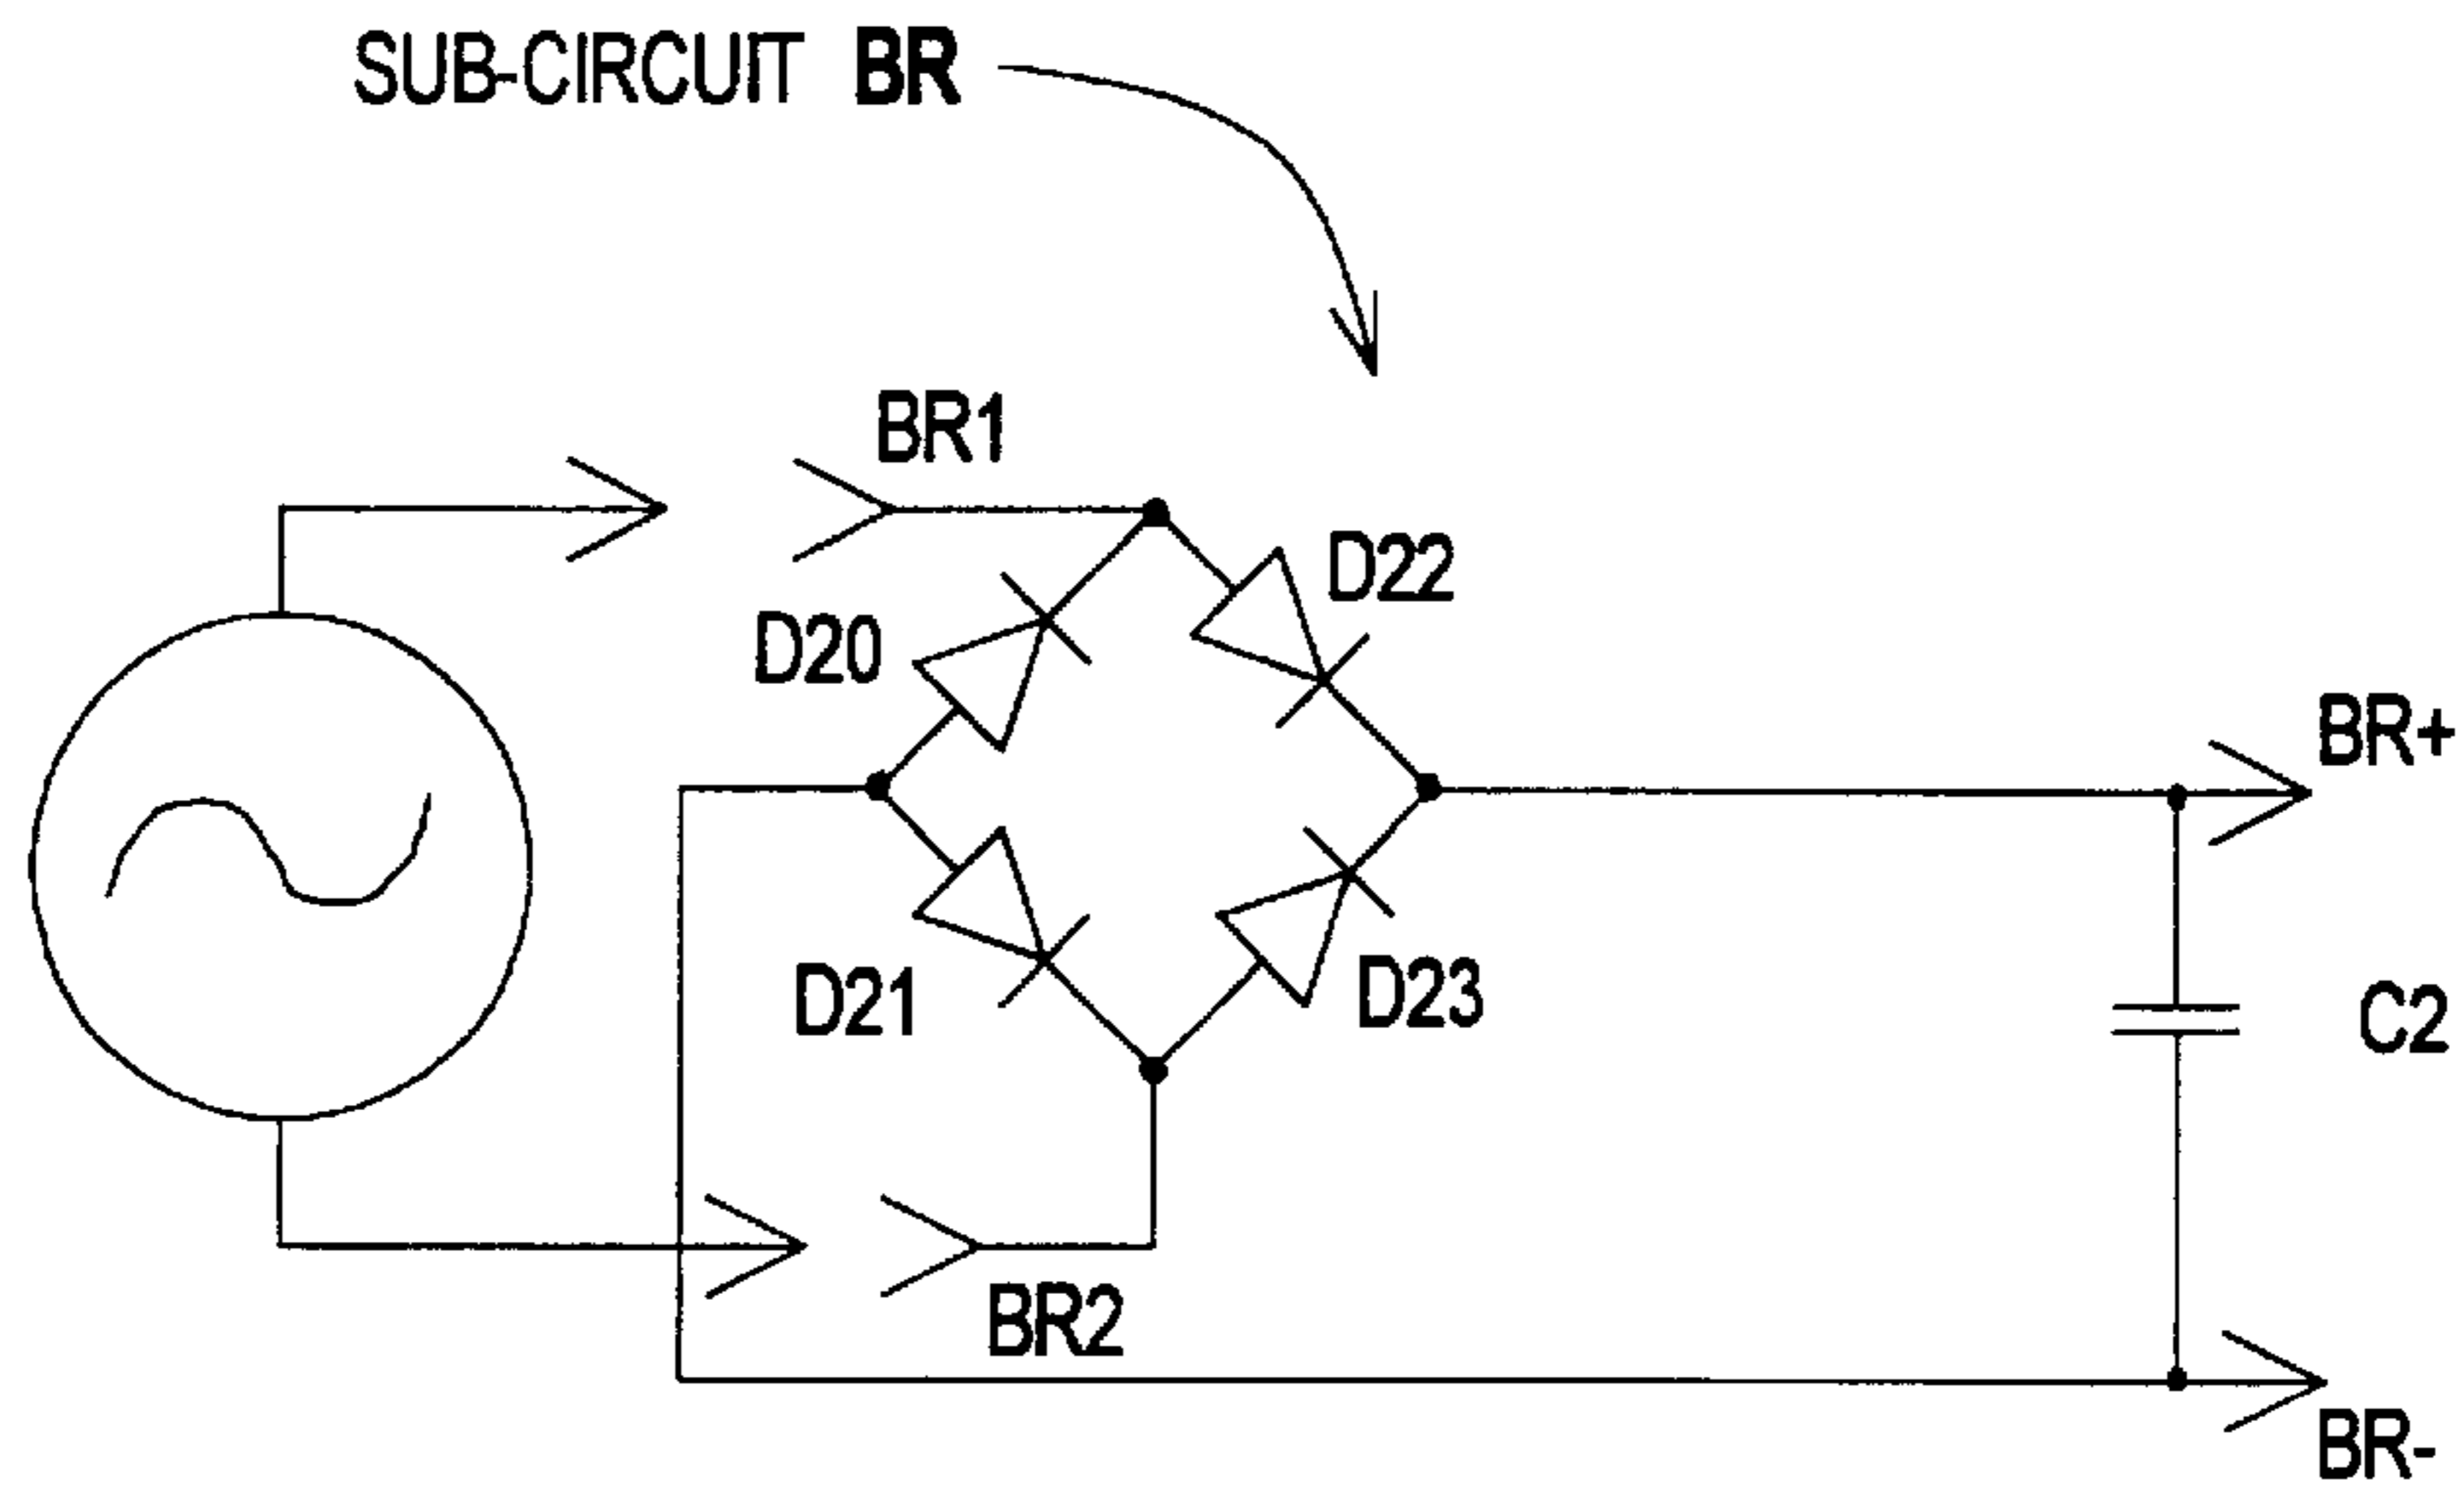 SUB-CIRCUIT BR
BR1
D22
D20
BR+
D21
D23
C2
BR2
BR-